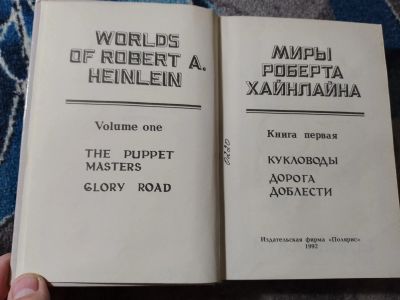 WORLDS
OF ROBERT A.
HEINLEIN
Volume one
THE PUPPET
MASTERS
GLORY ROAD
МИРЫ
РОБЕРТА
ХАЙНЛАЙНА
Книга первая
КУКЛОВОДЫ
ДОРОГА
ДОБЛЕСТИ
Издательская фирма «Полярис»
1992